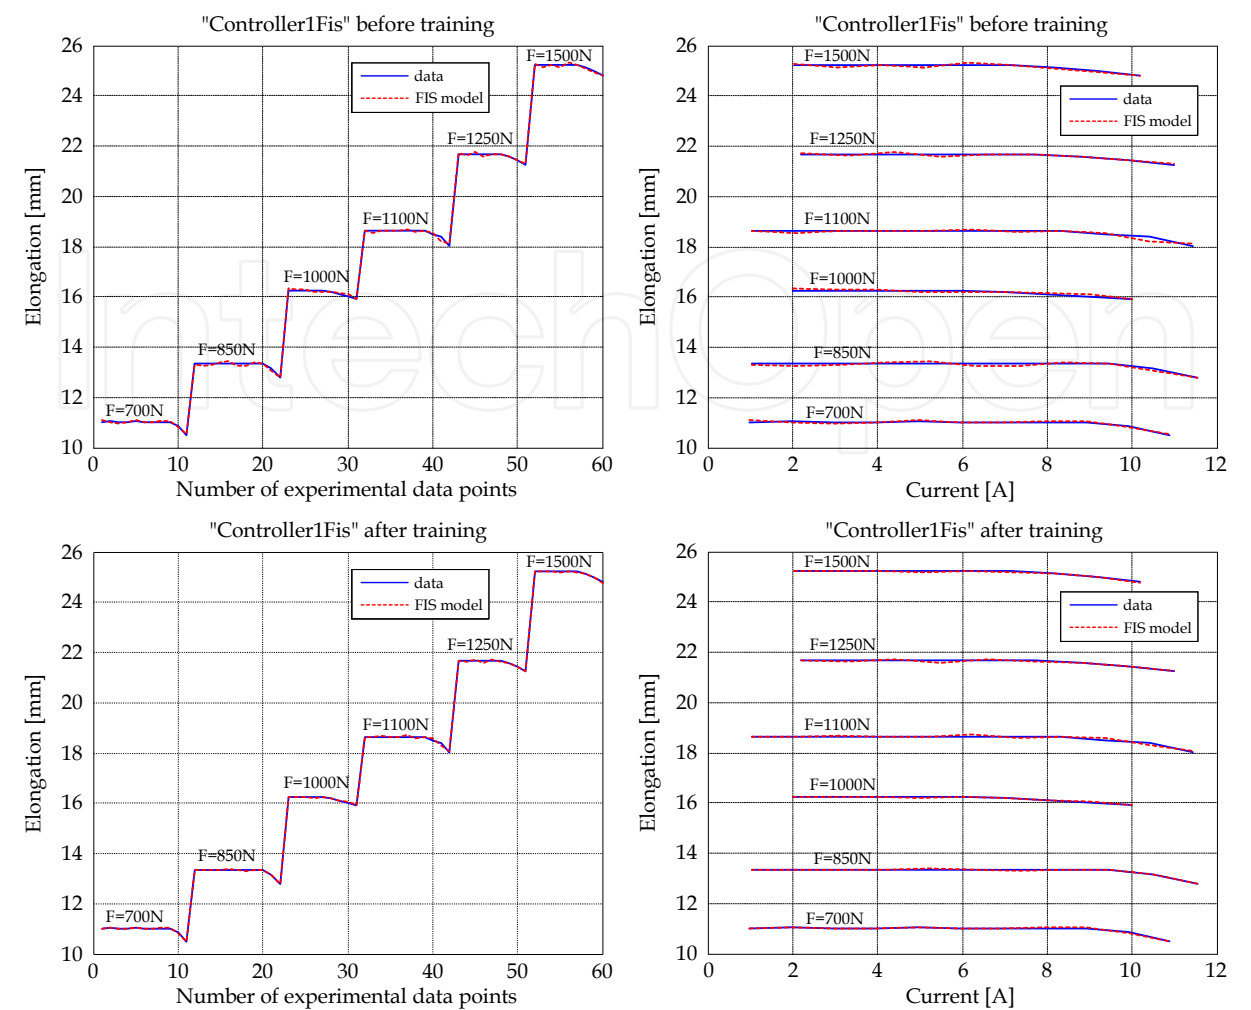 "Controller1Fis" before training
26
24
22
20
18
16
14
12
10
0
10
20
30
40
50
60
Elongation [mm]
Number of experimental data points
data
FIS model
F=1500N
F=1250N
F=1100N
F=1000N
F=850N
F=700N
"Controller1Fis" before training
26
24
22
20
18
16
14
12
10
0
2
4
6
8
10
12
Elongation [mm]
Current [A]
data
FIS model
F=1500N
F=1250N
F=1100N
F=1000N
F=850N
F=700N
"Controller1Fis" after training
26
24
22
20
18
16
14
12
10
0
10
20
30
40
50
60
Elongation [mm]
Number of experimental data points
data
FIS model
F=1500N
F=1250N
F=1100N
F=1000N
F=850N
F=700N
"Controller1Fis" after training
26
24
22
20
18
16
14
12
10
0
2
4
6
8
10
12
Elongation [mm]
Current [A]
data
FIS model
F=1500N
F=1250N
F=1100N
F=1000N
F=850N
F=700N
IntechOpen